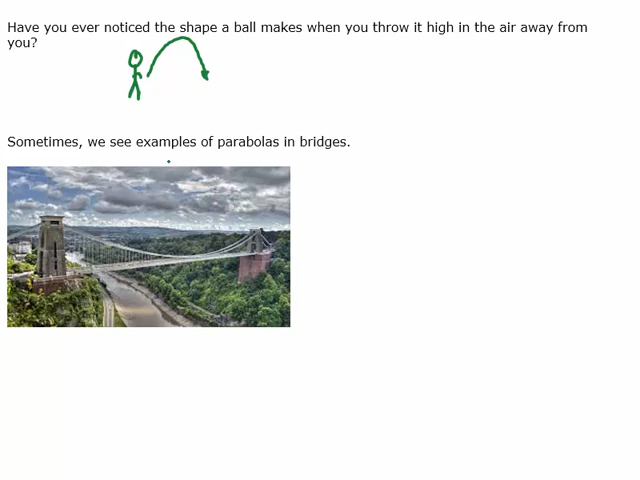 Have you ever noticed the shape a ball makes when you throw it high in the air away from
you?
Sometimes, we see examples of parabolas in bridges.